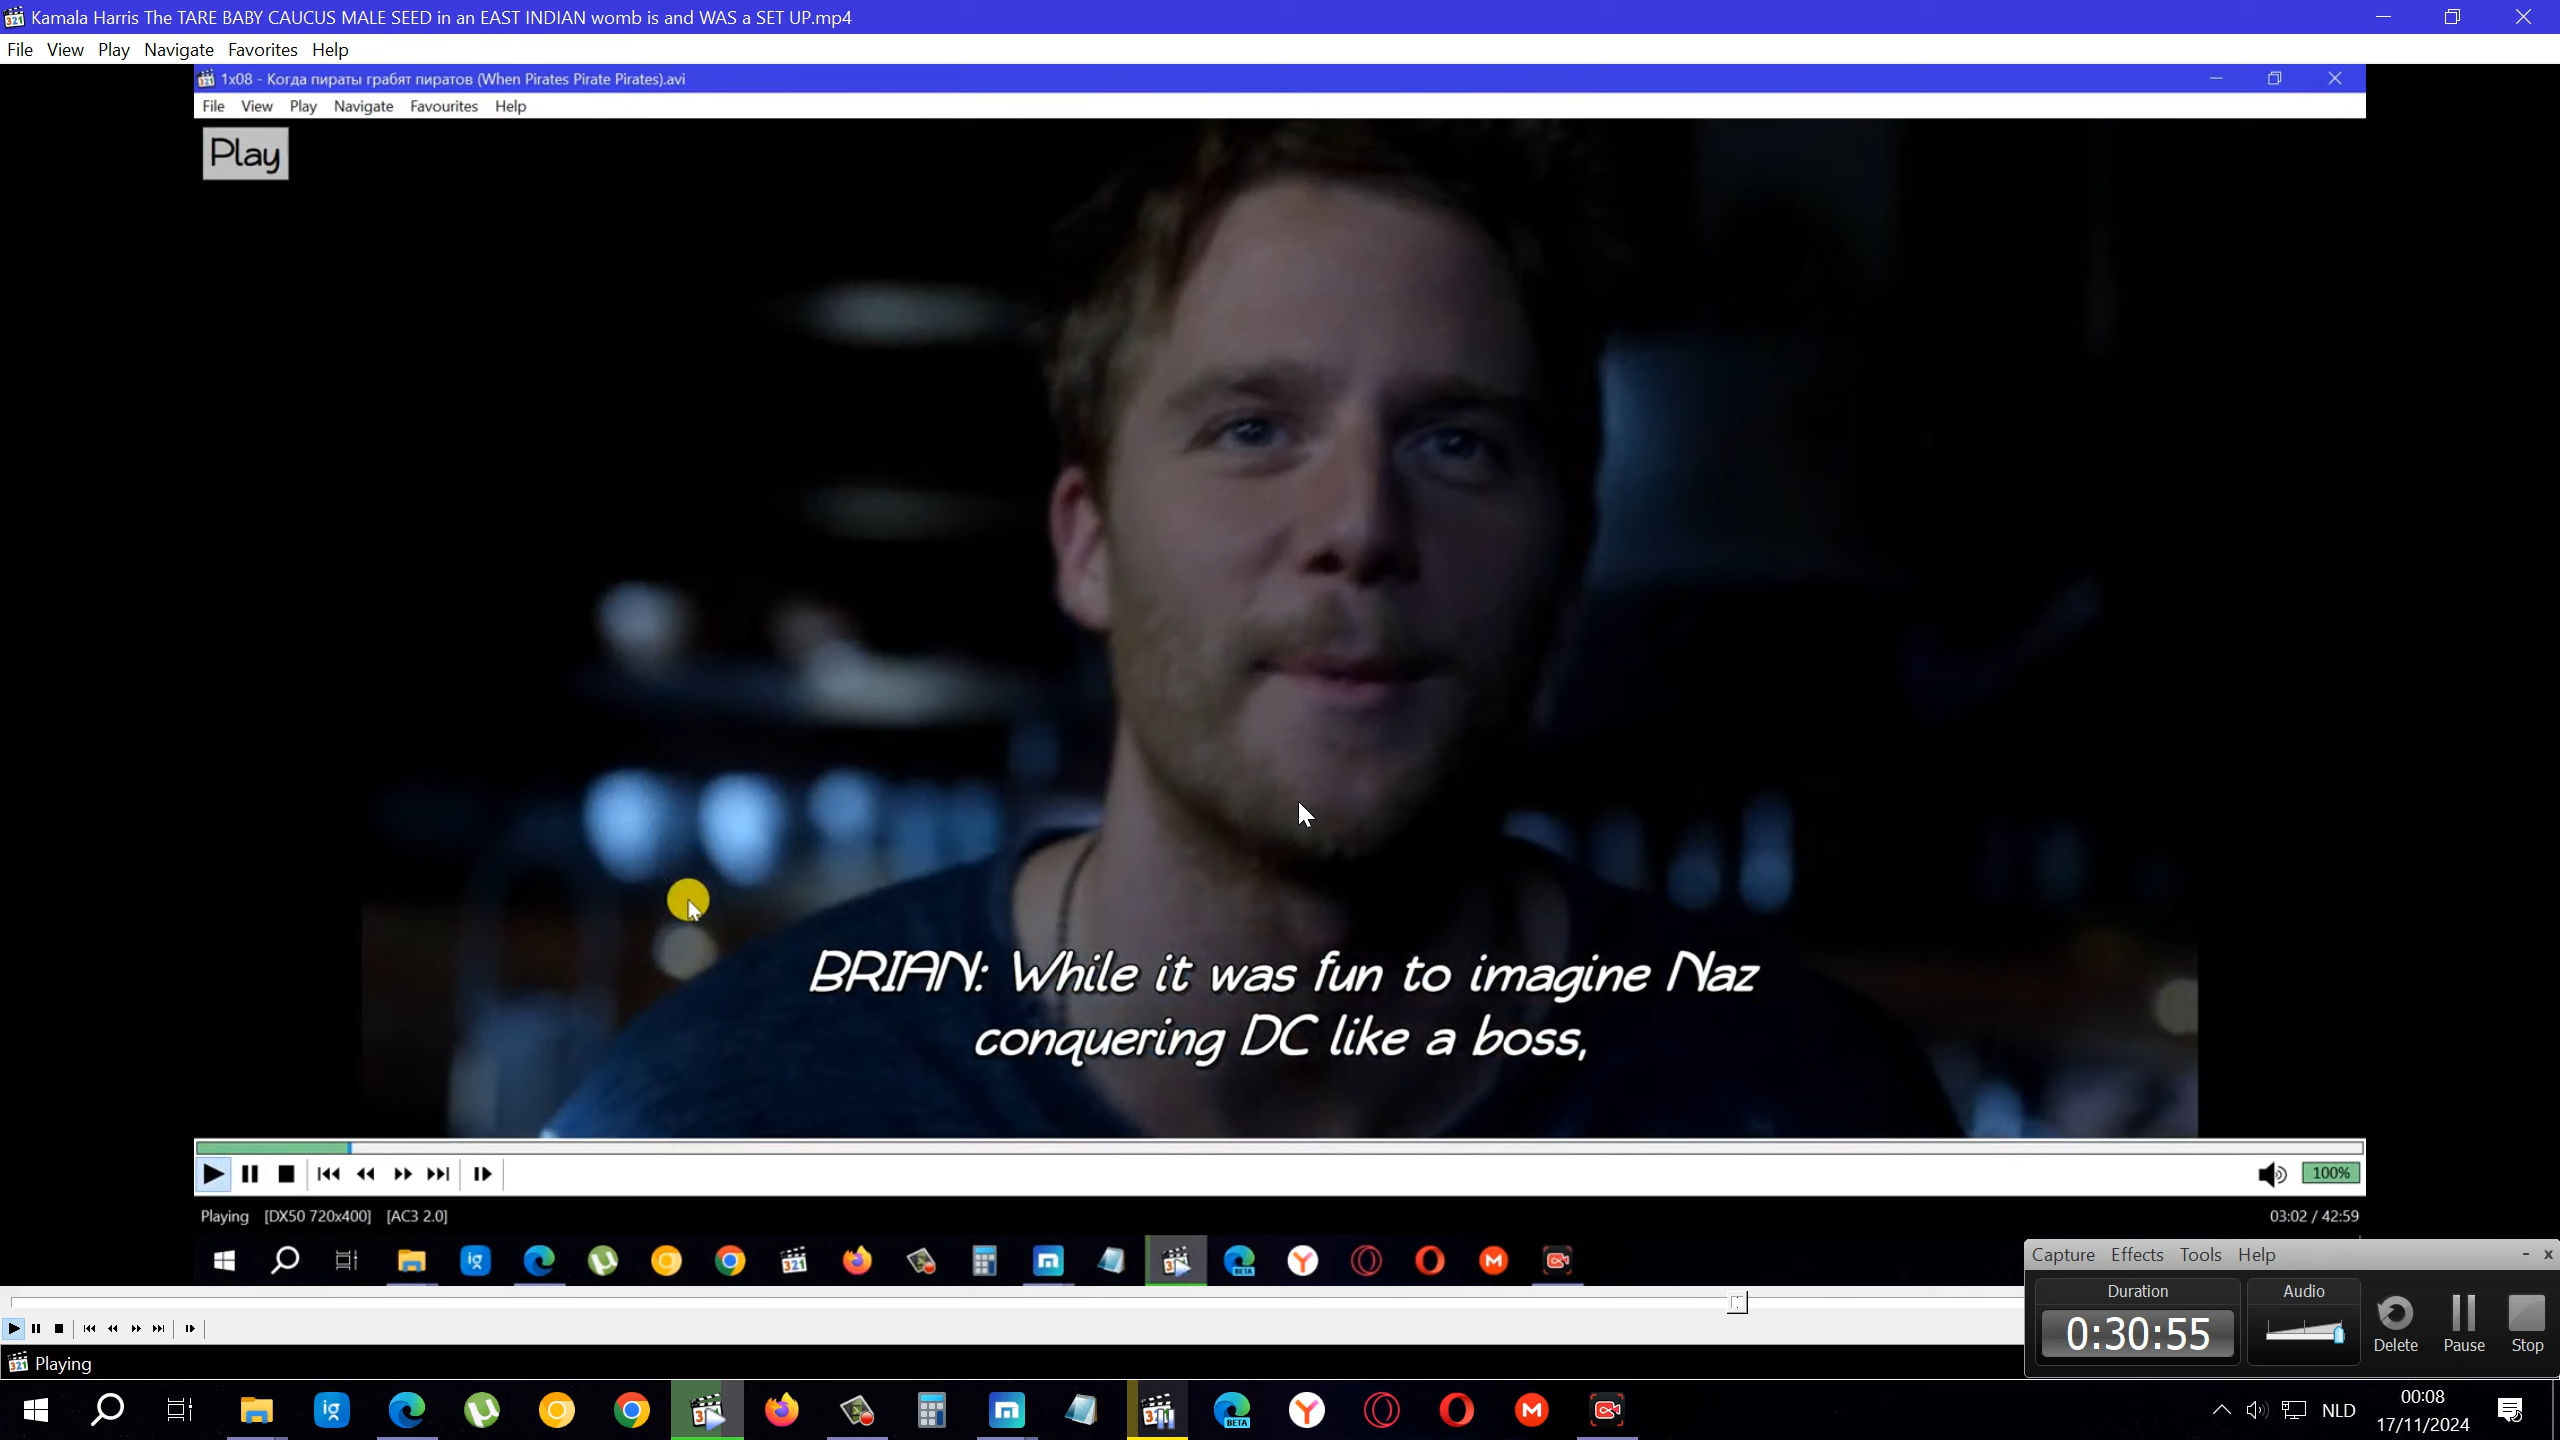 Kamala Harris The TARE BABY CAUCUS MALE SEED in an EAST INDIAN womb is and WAS a SET UP.mp4
File View Play Navigate Favorites Help
1x08 - Когда пираты грабят пиратов (When Pirates Pirate Pirates).avi
File View Play Navigate Favourites Help
Play
BRIAN: While it was fun to imagine Naz
conquering DC like a boss,
100%
Playing [DX50 720x400] [AC3 2.0]
03:02 / 42:59
Capture Effects Tools Help
Duration
Audio
0:30:55
Delete
Pause
Stop
Playing
NLD
00:08
17/11/2024